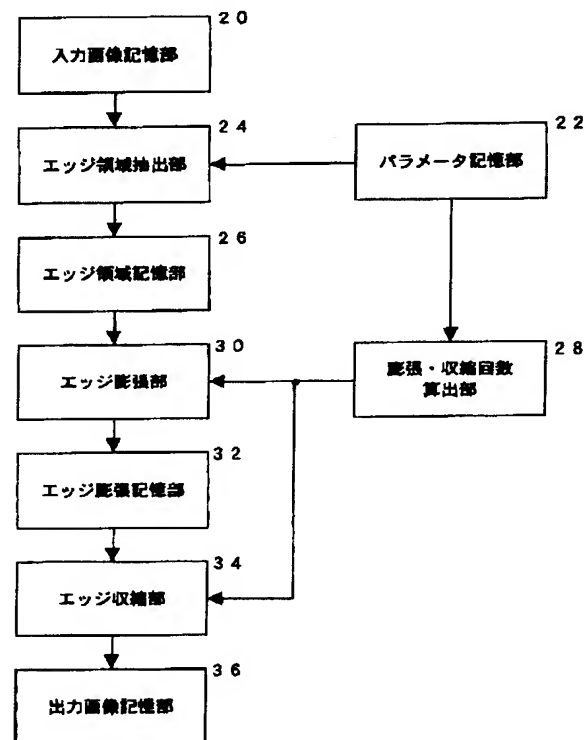 20
入力画像記憶部
24
エッジ領域抽出部
22
パラメータ記憶部
26
エッジ領域記憶部
30
エッジ膨張部
28
膨張・収縮回数
算出部
32
エッジ膨張記憶部
34
エッジ収縮部
36
出力画像記憶部